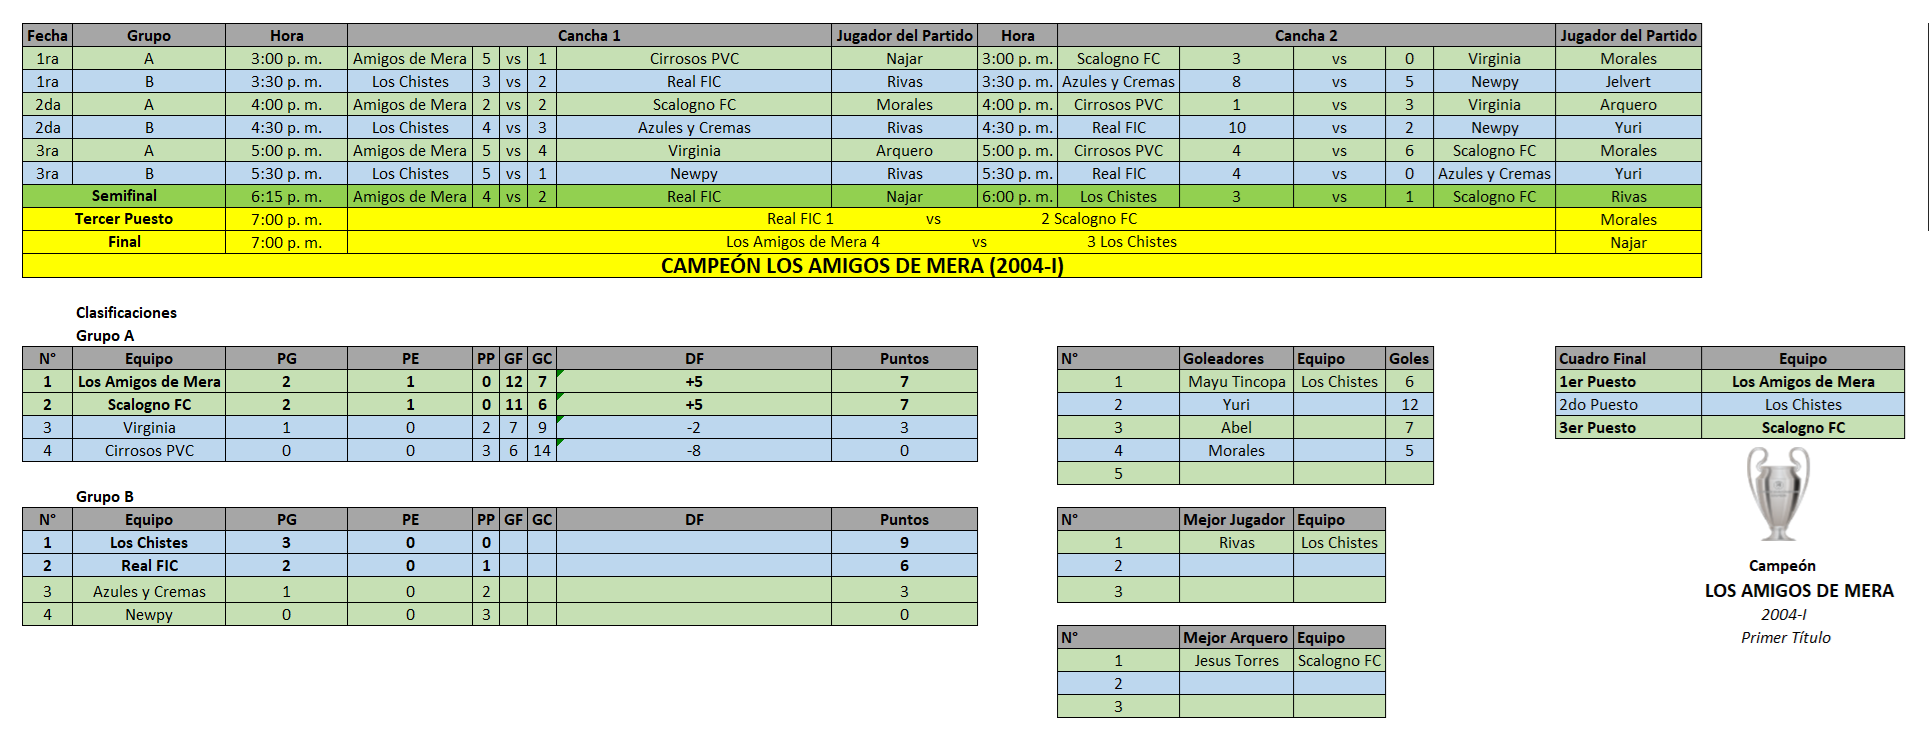 Fecha Grupo Hora Cancha 1 Jugador del Partido Hora Cancha 2 Jugador del Partido
1ra A 3:00 p. m. Amigos de Mera 5 vs 1 Cirrosos PVC Najar 3:00 p. m. Scalogno FC 3 vs 0 Virginia Morales
1ra B 3:30 p. m. Los Chistes 3 vs 2 Real FIC Rivas 3:30 p. m. Azules y Cremas 8 vs 5 Newpy Jelvert
2da A 4:00 p. m. Amigos de Mera 2 vs 2 Scalogno FC Morales 4:00 p. m. Cirrosos PVC 1 vs 3 Virginia Arquero
2da B 4:30 p. m. Los Chistes 4 vs 3 Azules y Cremas Rivas 4:30 p. m. Real FIC 10 vs 2 Newpy Yuri
3ra A 5:00 p. m. Amigos de Mera 5 vs 4 Virginia Arquero 5:00 p. m. Cirrosos PVC 4 vs 6 Scalogno FC Morales
3ra B 5:30 p. m. Los Chistes 5 vs 1 Newpy Rivas 5:30 p. m. Real FIC 4 vs 0 Azules y Cremas Yuri
Semifinal 6:15 p. m. Amigos de Mera 4 vs 2 Real FIC Najar 6:00 p. m. Los Chistes 3 vs 1 Scalogno FC Rivas
Tercer Puesto 7:00 p. m. Real FIC 1 vs 2 Scalogno FC Morales
Final 7:00 p. m. Los Amigos de Mera 4 vs 3 Los Chistes Najar
CAMPEÓN LOS AMIGOS DE MERA (2004-I)
Clasificaciones
Grupo A
N° Equipo PG PE PP GF GC DF Puntos
1 Los Amigos de Mera 2 1 0 12 7 +5 7
2 Scalogno FC 2 1 0 11 6 +5 7
3 Virginia 1 0 2 7 9 -2 3
4 Cirrosos PVC 0 0 3 6 14 -8 0
Grupo B
N° Equipo PG PE PP GF GC DF Puntos
1 Los Chistes 3 0 0 9
2 Real FIC 2 0 1 6
3 Azules y Cremas 1 0 2 3
4 Newpy 0 0 3 0
N° Goleadores Equipo Goles
1 Mayu Tincopa Los Chistes 6
2 Yuri 12
3 Abel 7
4 Morales 5
5
N° Mejor Jugador Equipo
1 Rivas Los Chistes
2
3
N° Mejor Arquero Equipo
1 Jesus Torres Scalogno FC
2
3
Cuadro Final Equipo
1er Puesto Los Amigos de Mera
2do Puesto Los Chistes
3er Puesto Scalogno FC
Campeón
LOS AMIGOS DE MERA
2004-I
Primer Título